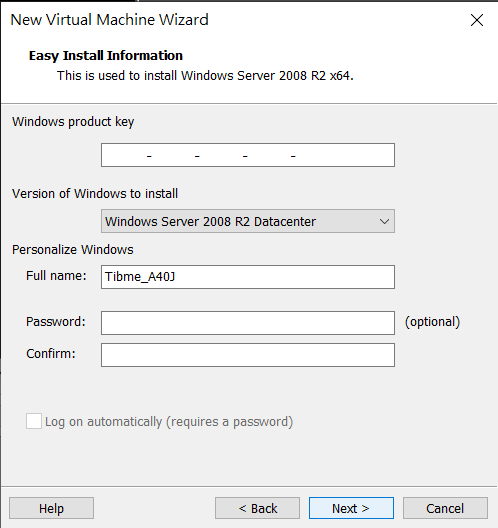 New Virtual Machine Wizard
Easy Install Information
This is used to install Windows Server 2008 R2 x64.
Windows product key
- - - -
Version of Windows to install
Windows Server 2008 R2 Datacenter
Personalize Windows
Full name: Tibme_A40J
Password: (optional)
Confirm:
Log on automatically (requires a password)
Help < Back Next > Cancel